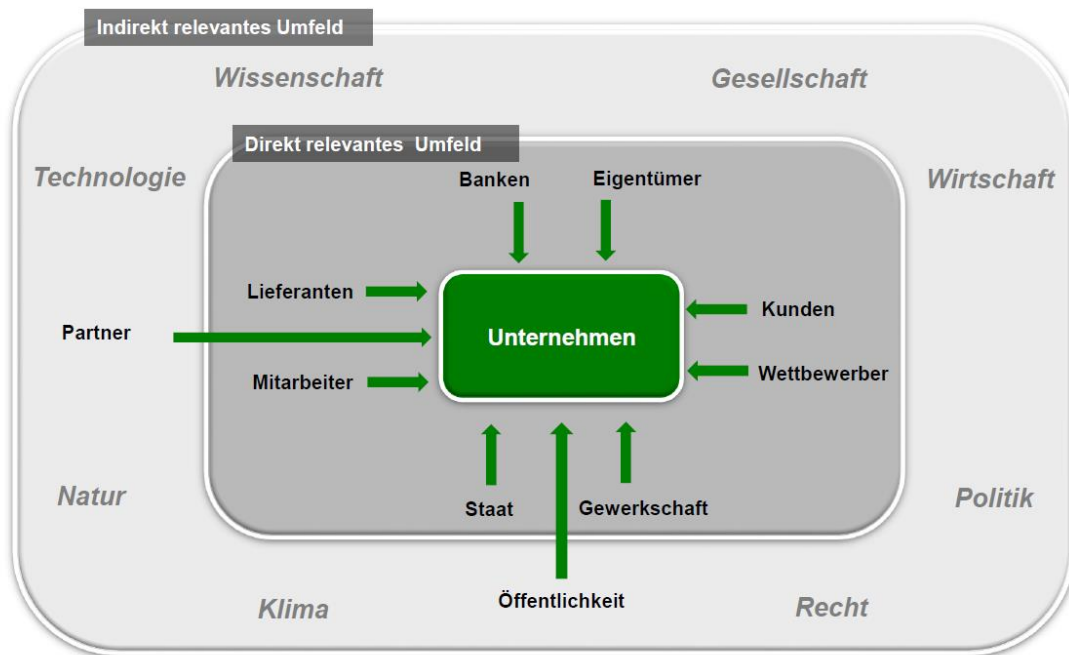 Indirekt relevantes Umfeld
Wissenschaft
Gesellschaft
Direkt relevantes Umfeld
Technologie
Banken
Eigentümer
Wirtschaft
Lieferanten
Kunden
Partner
Unternehmen
Mitarbeiter
Wettbewerber
Natur
Staat
Gewerkschaft
Politik
Klima
Öffentlichkeit
Recht